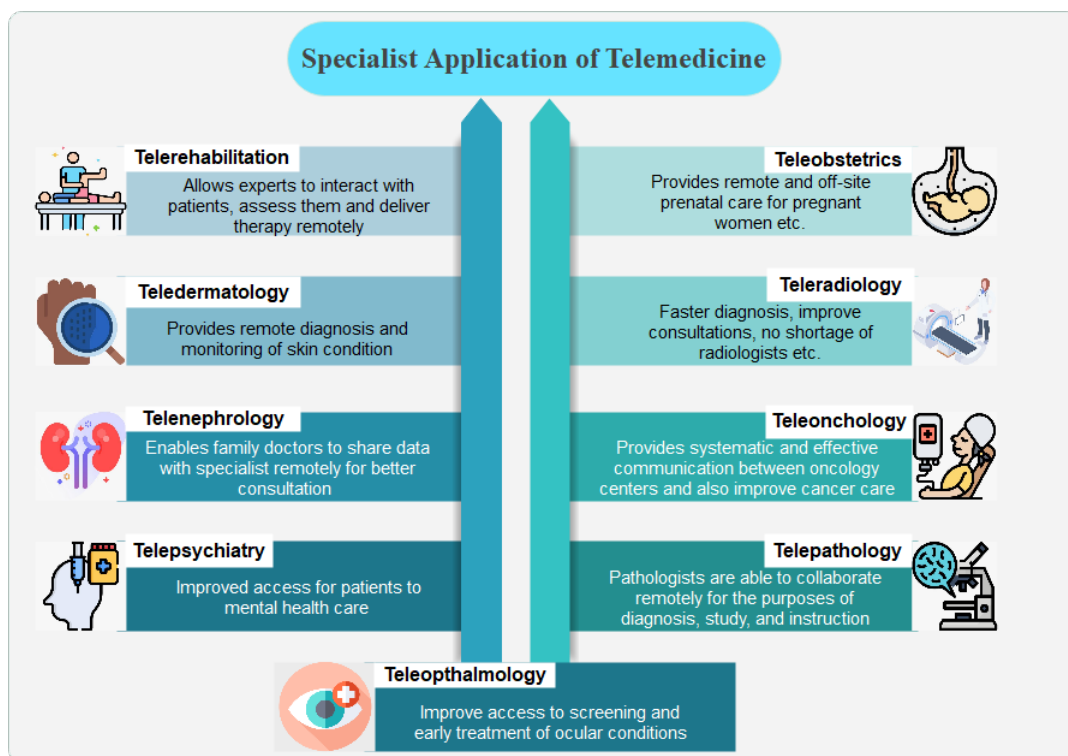 Specialist Application of Telemedicine
Telerehabilitation
Allows experts to interact with
patients, assess them and deliver
therapy remotely
Teleobstetrics
Provides remote and off-site
prenatal care for pregnant
women etc.
Teledermatology
Provides remote diagnosis and
monitoring of skin condition
Teleradiology
Faster diagnosis, improve
consultations, no shortage of
radiologists etc.
Telenephrology
Enables family doctors to share data
with specialist remotely for better
consultation
Teleonchology
Provides systematic and effective
communication between oncology
centers and also improve cancer care
Telepsychiatry
Improved access for patients to
mental health care
Telepathology
Pathologists are able to collaborate
remotely for the purposes of
diagnosis, study, and instruction
Teleopthalmology
Improve access to screening and
early treatment of ocular conditions